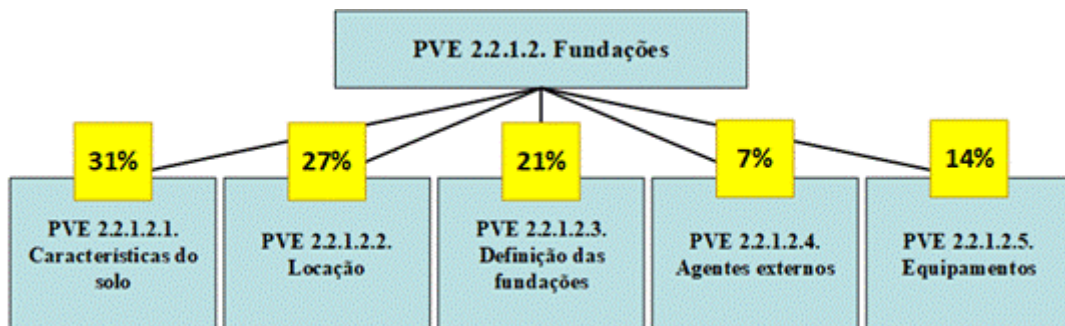 PVE 2.2.1.2. Fundações
31%
27%
21%
7%
14%
PVE 2.2.1.2.1.
Características do
solo
PVE 2.2.1.2.2.
Locação
PVE 2.2.1.2.3.
Definição das
fundações
PVE 2.2.1.2.4.
Agentes externos
PVE 2.2.1.2.5.
Equipamentos